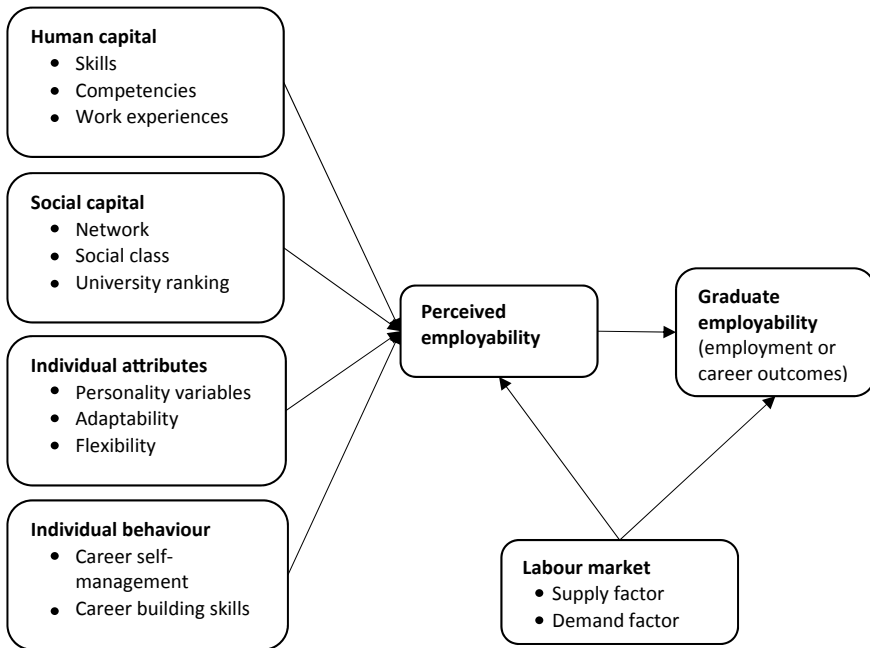 Human capital
• Skills
• Competencies
• Work experiences
Social capital
• Network
• Social class
• University ranking
Individual attributes
• Personality variables
• Adaptability
• Flexibility
Individual behaviour
• Career self-
management
• Career building skills
Perceived
employability
Graduate
employability
(employment or
career outcomes)
Labour market
• Supply factor
• Demand factor